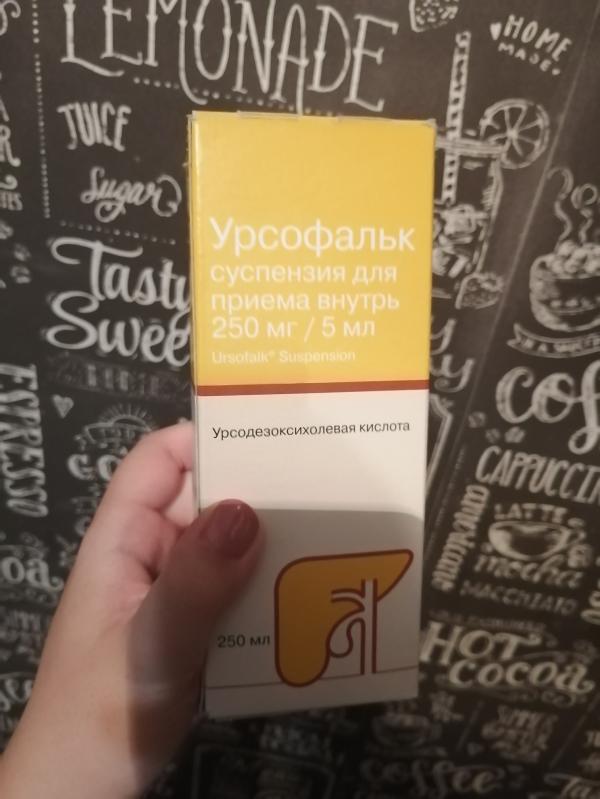 LEMONADE
HOME
MADE
JUICE
Sugar
Tasty
Sweet
ESPRESSO
Урсофальк
суспензия для
приема внутрь
250 мг / 5 мл
Ursofalk® Suspension
Урсодезоксихолевая кислота
250 мл
CAPPUCCIN
LATTE
mocha
MACCHIATO
HOT
cocoa
coffee